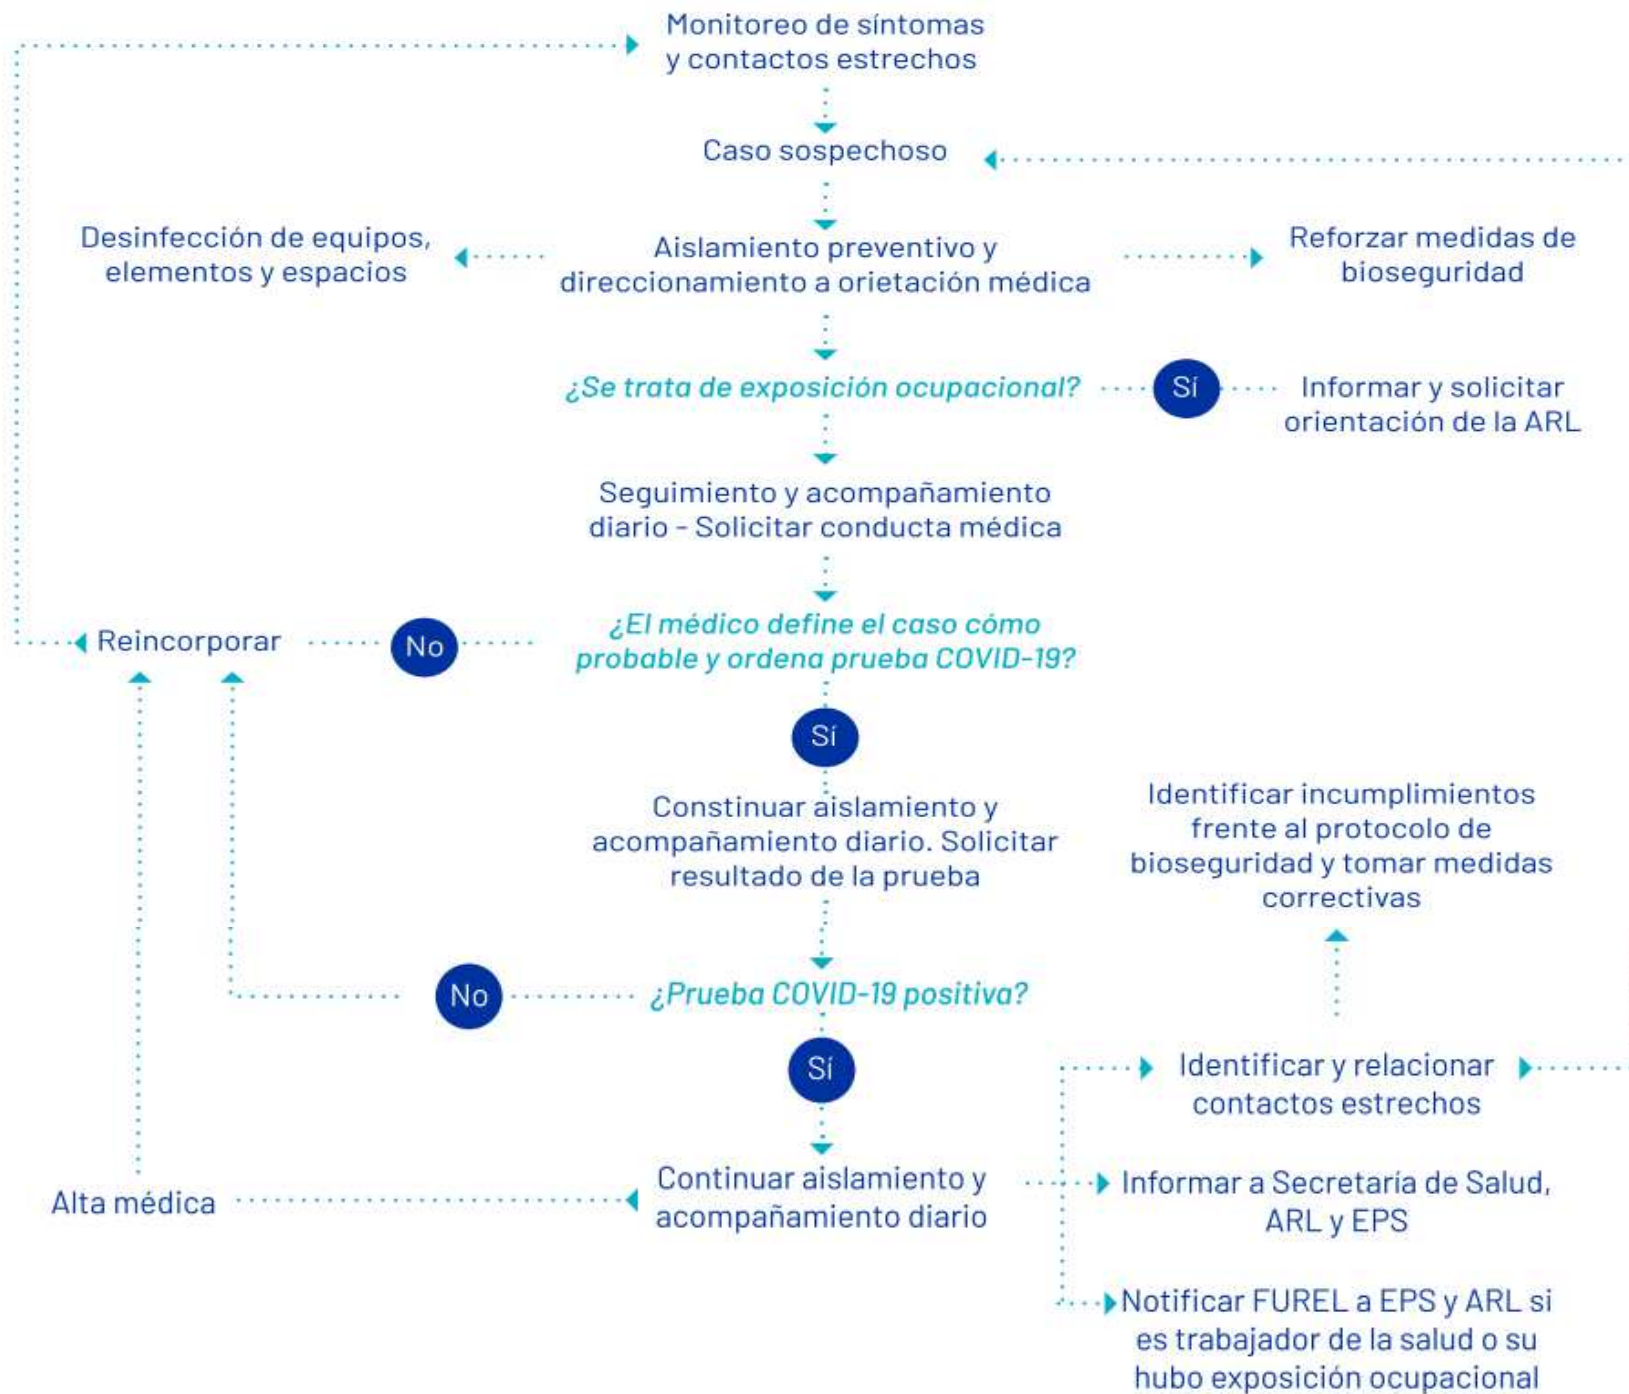 Monitoreo de síntomas
y contactos estrechos
Caso sospechoso
Desinfección de equipos,
elementos y espacios
Aislamiento preventivo y
direccionamiento a orietación médica
Reforzar medidas de
bioseguridad
¿Se trata de exposición ocupacional?
Sí
Informar y solicitar
orientación de la ARL
Seguimiento y acompañamiento
diario - Solicitar conducta médica
Reincorporar
No
¿El médico define el caso cómo
probable y ordena prueba COVID-19?
Sí
Constinuar aislamiento y
acompañamiento diario. Solicitar
resultado de la prueba
Identificar incumplimientos
frente al protocolo de
bioseguridad y tomar medidas
correctivas
No
¿Prueba COVID-19 positiva?
Sí
Identificar y relacionar
contactos estrechos
Alta médica
Continuar aislamiento y
acompañamiento diario
Informar a Secretaría de Salud,
ARL y EPS
Notificar FUREL a EPS y ARL si
es trabajador de la salud o su
hubo exposición ocupacional